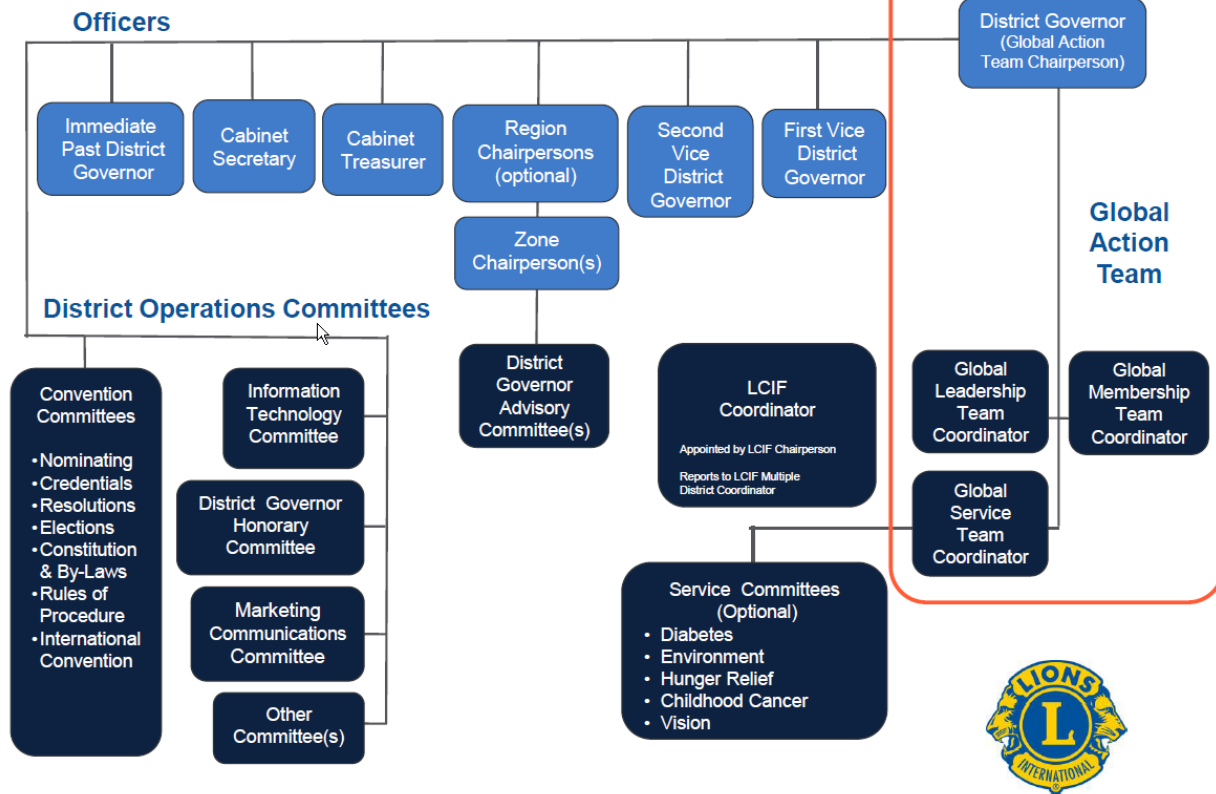 Officers
District Governor
(Global Action
Team Chairperson)
Immediate
Past District
Governor
Cabinet
Secretary
Cabinet
Treasurer
Region
Chairpersons
(optional)
Second
Vice
District
Governor
First Vice
District
Governor
Zone
Chairperson(s)
Global
Action
Team
District Operations Committees
Convention
Committees
•Nominating
•Credentials
•Resolutions
•Elections
•Constitution
& By-Laws
•Rules of
Procedure
•International
Convention
Information
Technology
Committee
District Governor
Honorary
Committee
Marketing
Communications
Committee
Other
Committee(s)
District
Governor
Advisory
Committee(s)
LCIF
Coordinator
Appointed by LCIF Chairperson
Reports to LCIF Multiple
District Coordinator
Global
Leadership
Team
Coordinator
Global
Membership
Team
Coordinator
Global
Service
Team
Coordinator
Service Committees
(Optional)
• Diabetes
• Environment
• Hunger Relief
• Childhood Cancer
• Vision
LIONS
L
INTERNATIONAL
®